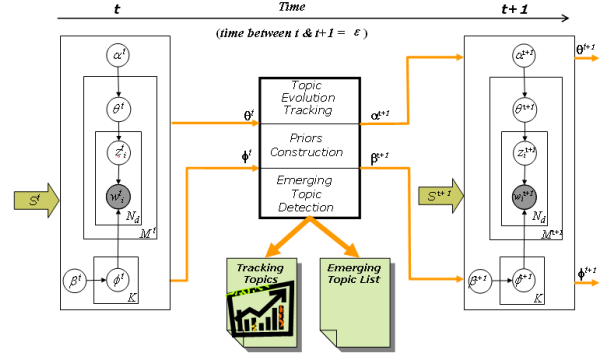 t
Time
t+1
(time between t & t+1 = ε)
α^t
θ^t
z_i^t
w_i^t
N_d
M^t
β^t
φ^t
K
S^t
θ^t
ϕ^t
Topic
Evolution
Tracking
Priors
Construction
Emerging
Topic
Detection
α^t+1
β^t+1
Tracking
Topics
Emerging
Topic List
S^t+1
α^t+1
θ^t+1
z_i^t+1
w_i^t+1
N_d
M^t+1
β^t+1
φ^t+1
K
θ^t+1
ϕ^t+1